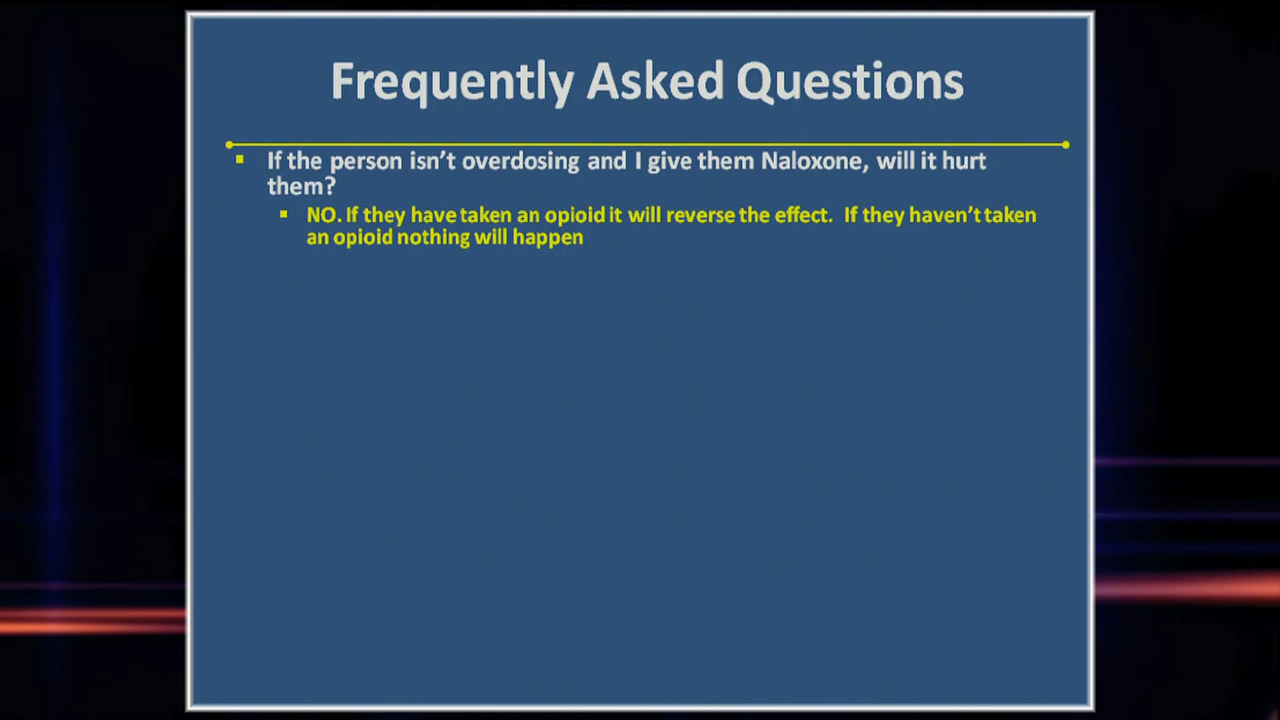 Frequently Asked Questions
▪ If the person isn't overdosing and I give them Naloxone, will it hurt
them?
▪ NO. If they have taken an opioid it will reverse the effect. If they haven't taken
an opioid nothing will happen